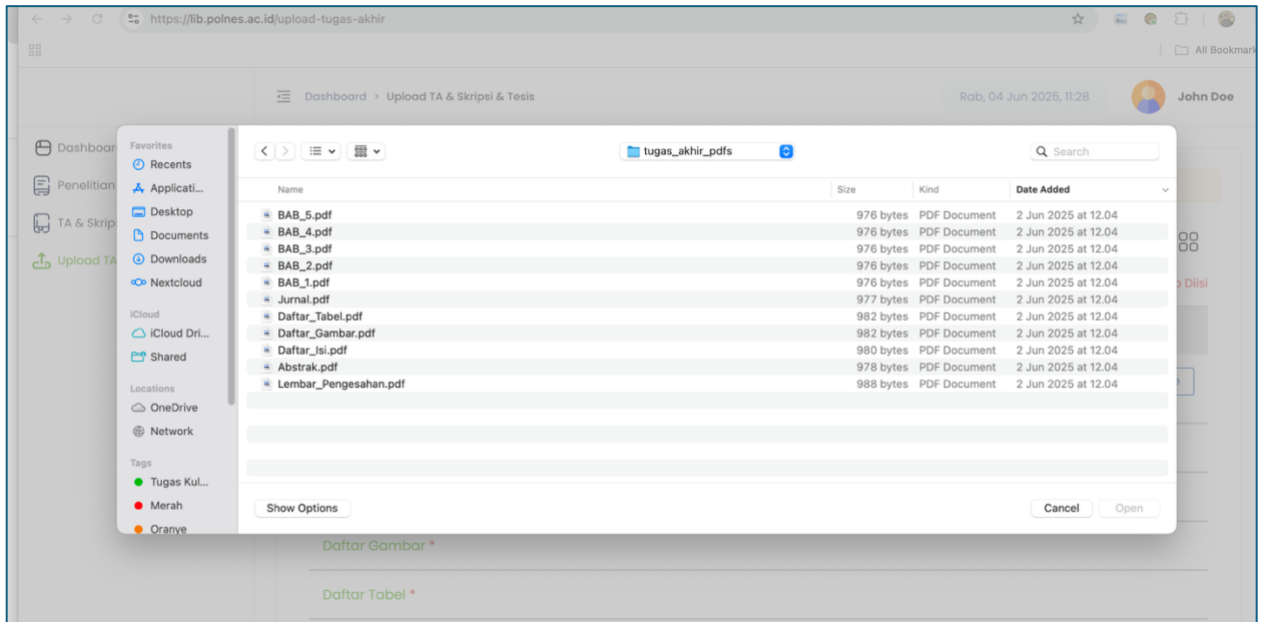 https://lib.polnes.ac.id/upload-tugas-akhir
All Bookmark
Dashboard > Upload TA & Skripsi & Tesis
Rab, 04 Jun 2025, 11:28
John Doe
Dashboar
Penelitian
TA & Skrip
Upload TA
Favorites
Recents
Applicati...
Desktop
Documents
Downloads
Nextcloud
iCloud
iCloud Dri...
Shared
Locations
OneDrive
Network
Tags
Tugas Kul...
Merah
Oranye
tugas_akhir_pdfs
Search
Name Size Kind Date Added
BAB_5.pdf 976 bytes PDF Document 2 Jun 2025 at 12.04
BAB_4.pdf 976 bytes PDF Document 2 Jun 2025 at 12.04
BAB_3.pdf 976 bytes PDF Document 2 Jun 2025 at 12.04
BAB_2.pdf 976 bytes PDF Document 2 Jun 2025 at 12.04
BAB_1.pdf 976 bytes PDF Document 2 Jun 2025 at 12.04
Jurnal.pdf 977 bytes PDF Document 2 Jun 2025 at 12.04
Daftar_Tabel.pdf 982 bytes PDF Document 2 Jun 2025 at 12.04
Daftar_Gambar.pdf 982 bytes PDF Document 2 Jun 2025 at 12.04
Daftar_Isi.pdf 980 bytes PDF Document 2 Jun 2025 at 12.04
Abstrak.pdf 978 bytes PDF Document 2 Jun 2025 at 12.04
Lembar_Pengesahan.pdf 988 bytes PDF Document 2 Jun 2025 at 12.04
Show Options
Cancel
Open
Diisi
Daftar Gambar *
Daftar Tabel *